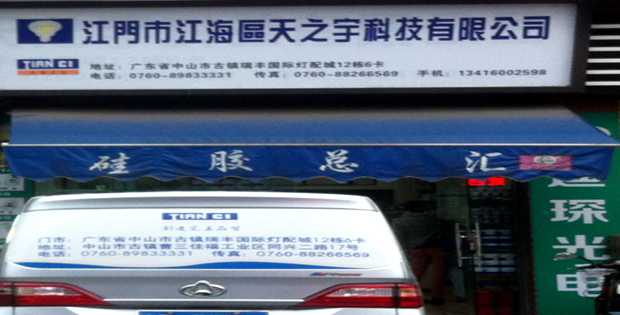 江門市江海區天之宇科技有限公司
TIAN CI
地址：广东省中山市古镇瑞丰国际灯配城12栋6卡
电话：0760-89833331 传真：0760-88266569 手机：13416002598
硅胶总汇
TIAN CI
门市：广东省中山市古镇瑞丰国际灯配城12栋6卡
地址：中山市古镇曹三佳福工业区同兴二路17号
电话：0760-89833331 传真：0760-88266569
琛光电